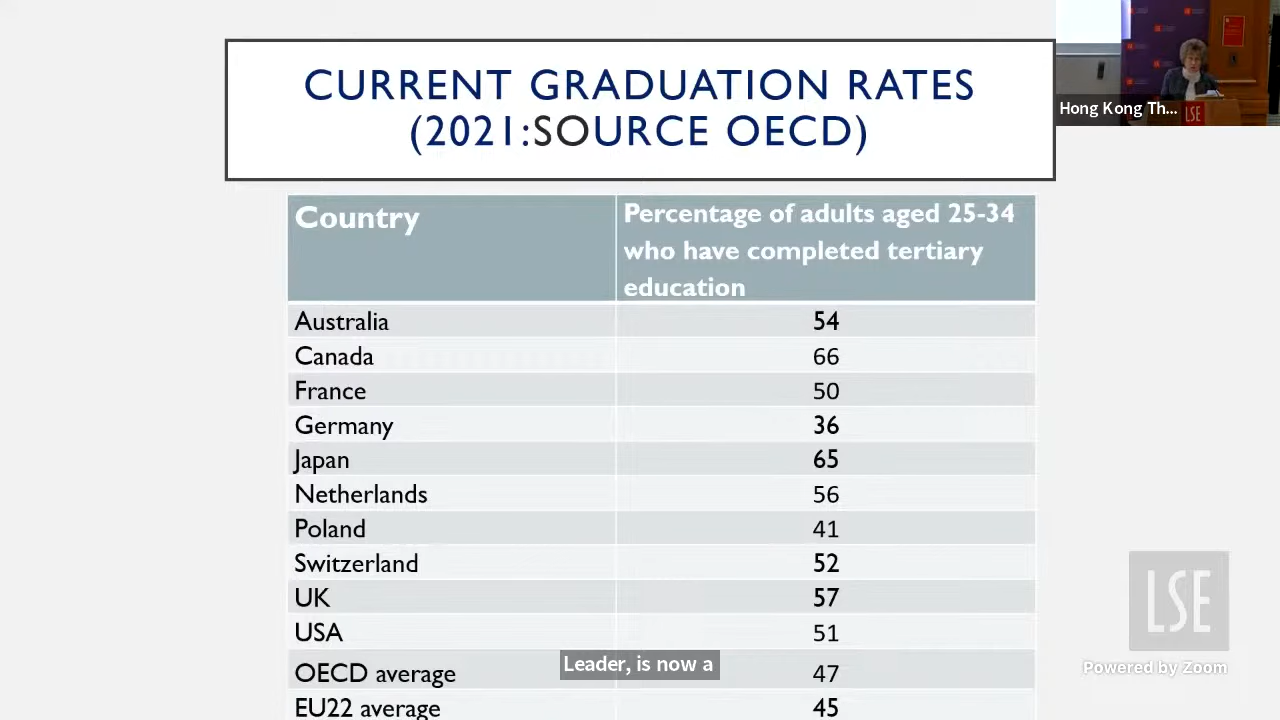 CURRENT GRADUATION RATES
(2021:SOURCE OECD)
Hong Kong Th...
LSE
Country
Percentage of adults aged 25-34
who have completed tertiary
education
Australia 54
Canada 66
France 50
Germany 36
Japan 65
Netherlands 56
Poland 41
Switzerland 52
UK 57
USA 51
OECD average 47
EU22 average 45
Leader, is now a
LSE
Powered by Zoom